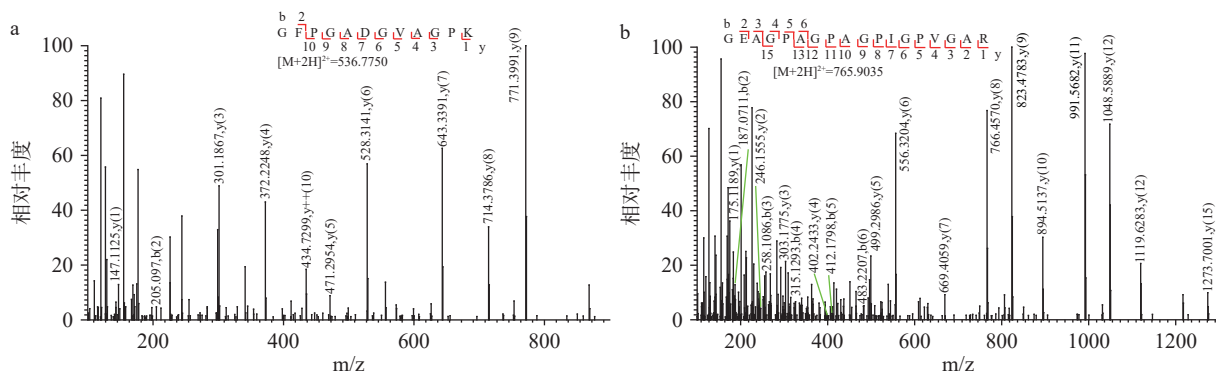 a
b 2
G F P G A D G V A G P K
10 9 8 7 6 5 4 3 1 y
[M+2H]²⁺=536.7750
100
80
60
40
20
0
相对丰度
147.1125,y(1)
205.097,b(2)
301.1867,y(3)
372.2248,y(4)
434.7299,y++(10)
471.2954,y(5)
528.3141,y(6)
643.3391,y(7)
714.3786,y(8)
771.3991,y(9)
200 400 600 800
m/z
b
b 2 3 4 5 6
G E A G P A G P A G P I G P V G A R
15 13 12 11 10 9 8 7 6 5 4 3 2 1 y
[M+2H]²⁺=765.9035
100
80
60
40
20
0
相对丰度
175.1189,y(1)
187.0711,b(2)
246.1555,y(2)
258.1086,b(3)
303.1775,y(3)
315.1293,b(4)
402.2433,y(4)
412.1798,b(5)
483.2207,b(6)
499.2986,y(5)
556.3204,y(6)
669.4059,y(7)
766.4570,y(8)
823.4783,y(9)
894.5137,y(10)
991.5682,y(11)
1048.5889,y(12)
1119.6283,y(12)
1273.7001,y(15)
200 400 600 800 1000 1200
m/z